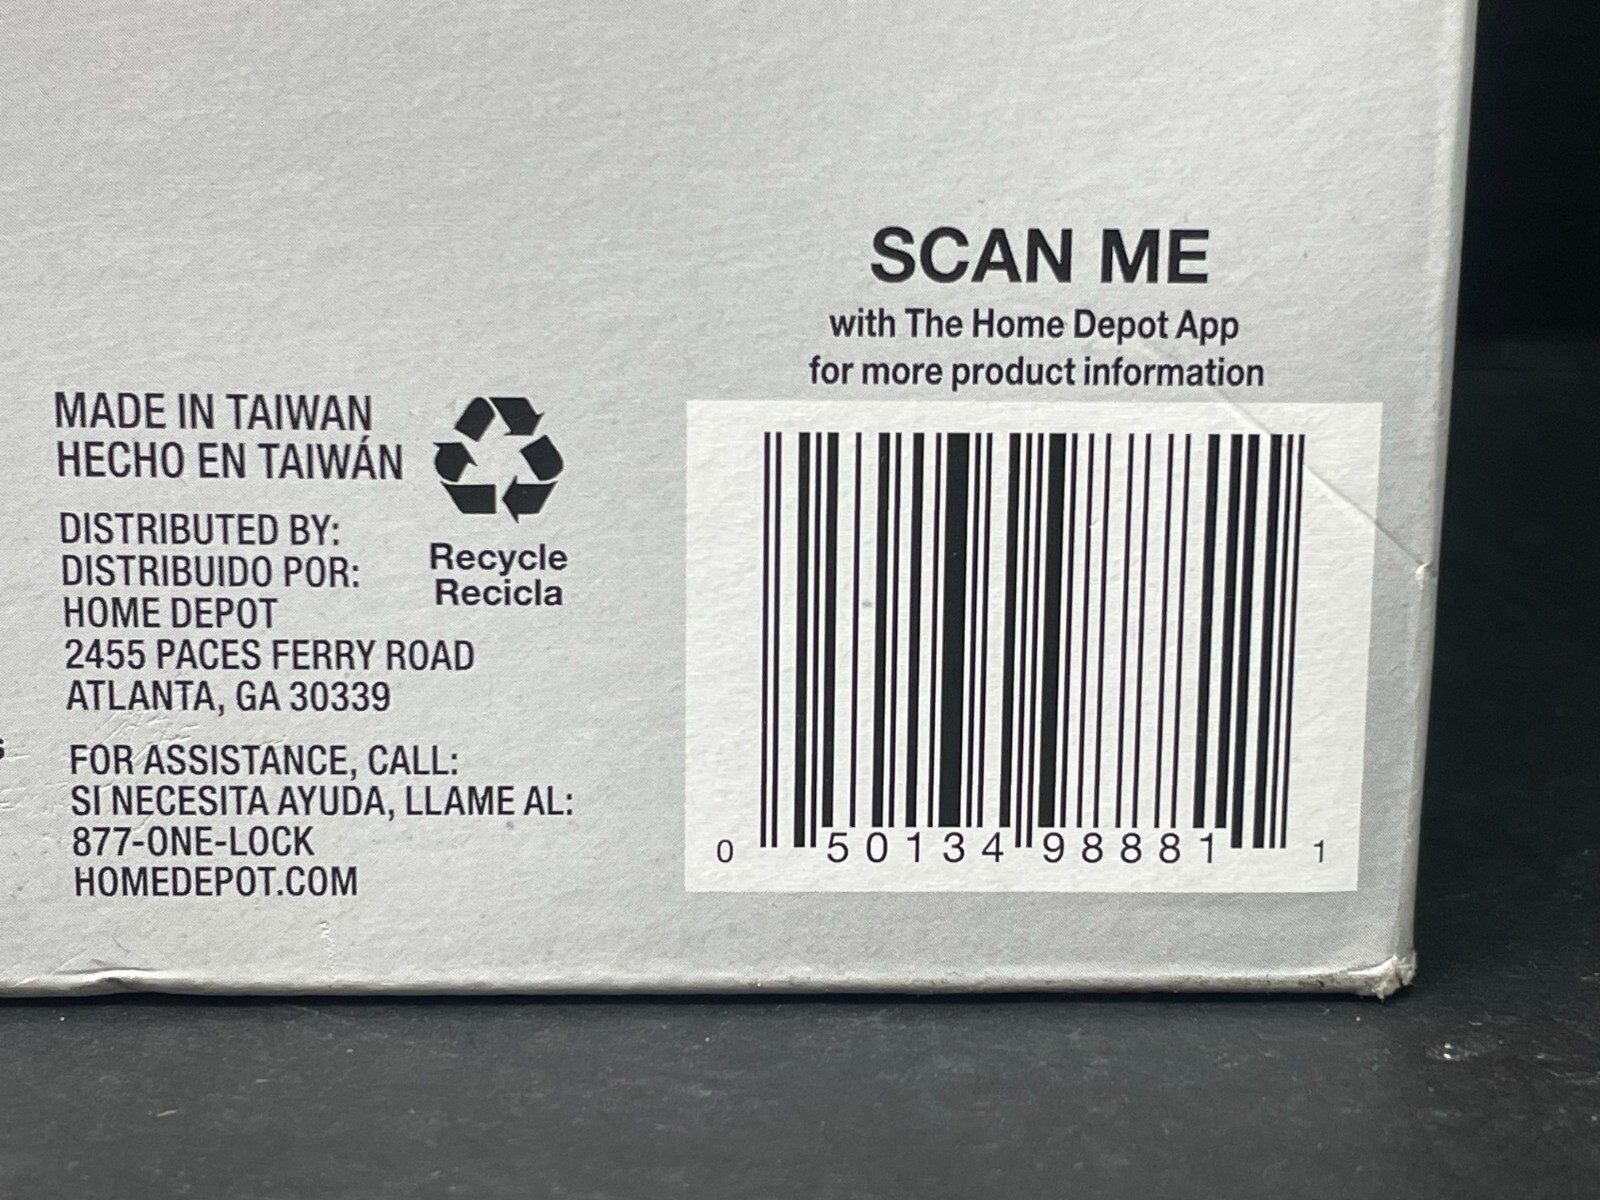 SCAN ME
with The Home Depot App
for more product information
MADE IN TAIWAN
HECHO EN TAIWÁN
DISTRIBUTED BY:
DISTRIBUIDO POR:
HOME DEPOT
2455 PACES FERRY ROAD
ATLANTA, GA 30339
Recycle
Recicla
FOR ASSISTANCE, CALL:
SI NECESITA AYUDA, LLAME AL:
877-ONE-LOCK
HOMEDEPOT.COM
0 50134 98881 1